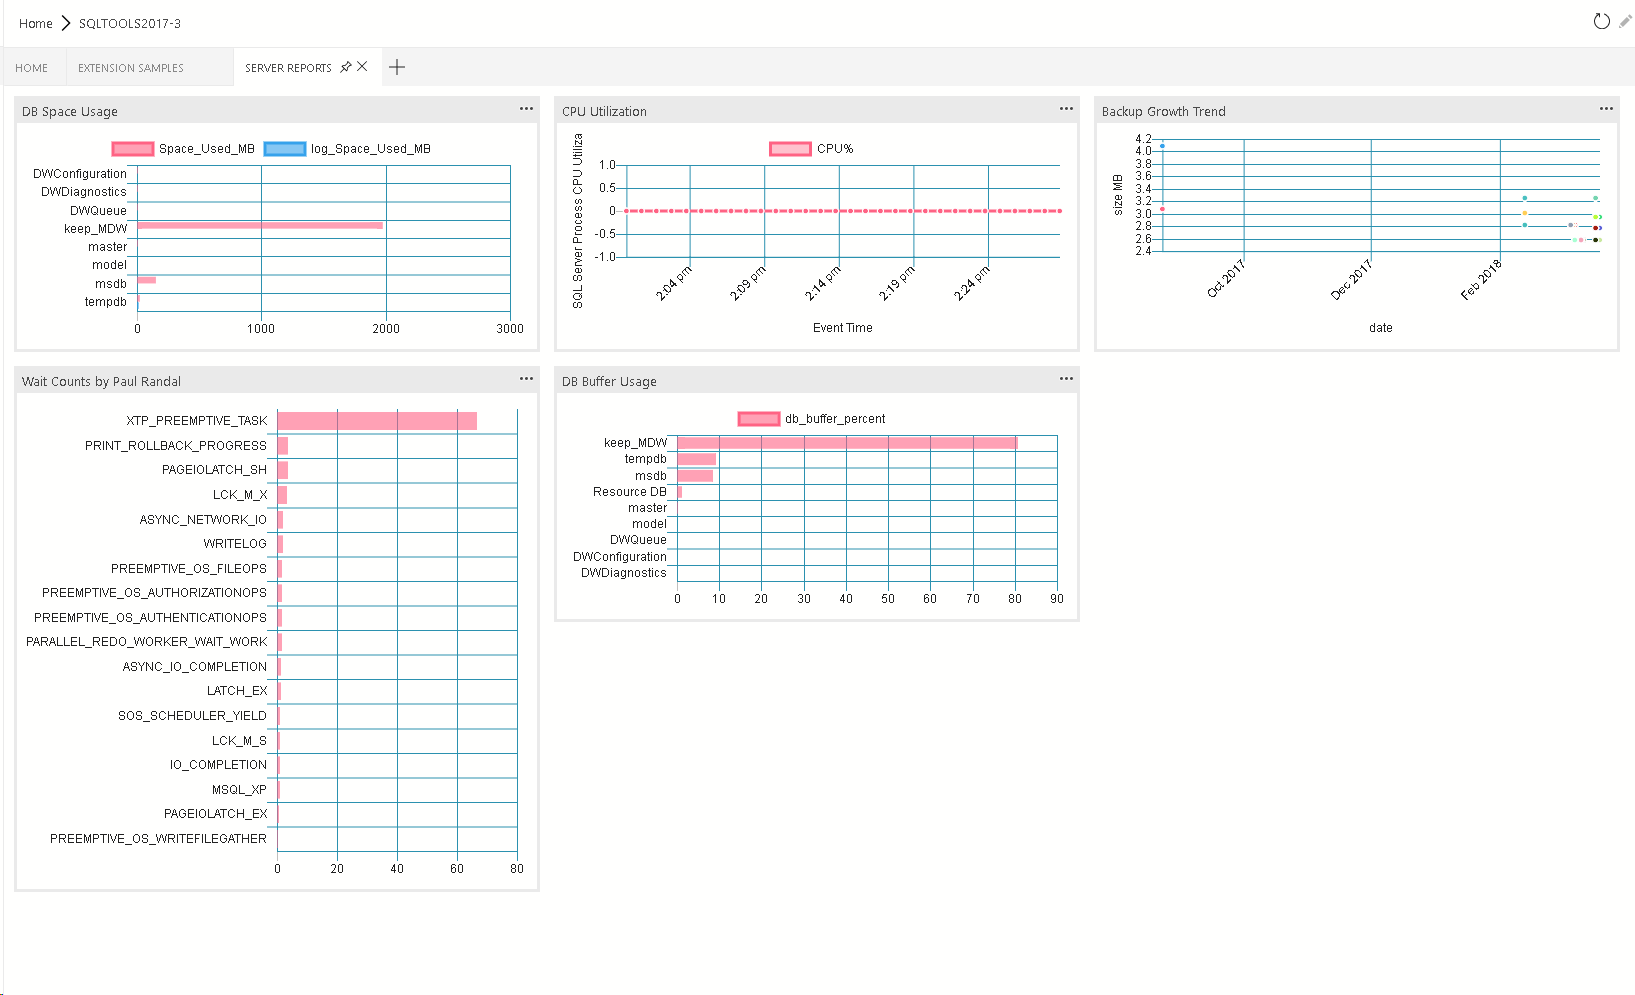 Home SQLTOOLS2017-3
HOME EXTENSION SAMPLES SERVER REPORTS
DB Space Usage
Space_Used_MB log_Space_Used_MB
DWConfiguration
DWDiagnostics
DWQueue
keep_MDW
master
model
msdb
tempdb
0 1000 2000 3000
CPU Utilization
CPU%
SQL Server Process CPU Utiliza
1.0
0.5
0
-0.5
-1.0
2:04 pm 2:09 pm 2:14 pm 2:19 pm 2:24 pm
Event Time
Backup Growth Trend
size MB
4.2
4.0
3.8
3.6
3.4
3.2
3.0
2.8
2.6
2.4
Oct 2017 Dec 2017 Feb 2018
date
Wait Counts by Paul Randal
XTP_PREEMPTIVE_TASK
PRINT_ROLLBACK_PROGRESS
PAGEIOLATCH_SH
LCK_M_X
ASYNC_NETWORK_IO
WRITELOG
PREEMPTIVE_OS_FILEOPS
PREEMPTIVE_OS_AUTHORIZATIONOPS
PREEMPTIVE_OS_AUTHENTICATIONOPS
PARALLEL_REDO_WORKER_WAIT_WORK
ASYNC_IO_COMPLETION
LATCH_EX
SOS_SCHEDULER_YIELD
LCK_M_S
IO_COMPLETION
MSQL_XP
PAGEIOLATCH_EX
PREEMPTIVE_OS_WRITEFILEGATHER
0 20 40 60 80
DB Buffer Usage
db_buffer_percent
keep_MDW
tempdb
msdb
Resource DB
master
model
DWQueue
DWConfiguration
DWDiagnostics
0 10 20 30 40 50 60 70 80 90